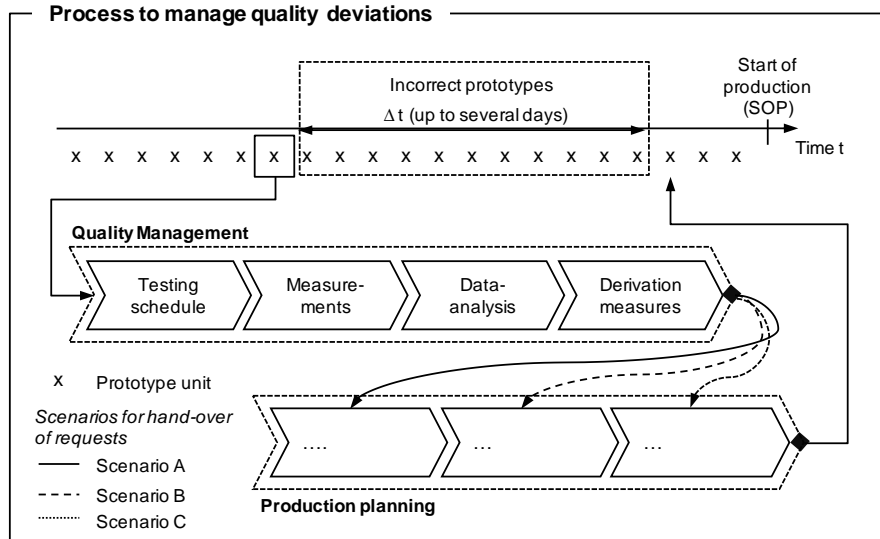 Process to manage quality deviations
Incorrect prototypes
Δ t (up to several days)
Start of
production
(SOP)
Time t
x x x x x x x x x x x x x x x x x x x x x
Quality Management
Testing
schedule
Measure-
ments
Data-
analysis
Derivation
measures
x Prototype unit
Scenarios for hand-over
of requests
Scenario A
Scenario B
Scenario C
....
...
...
Production planning